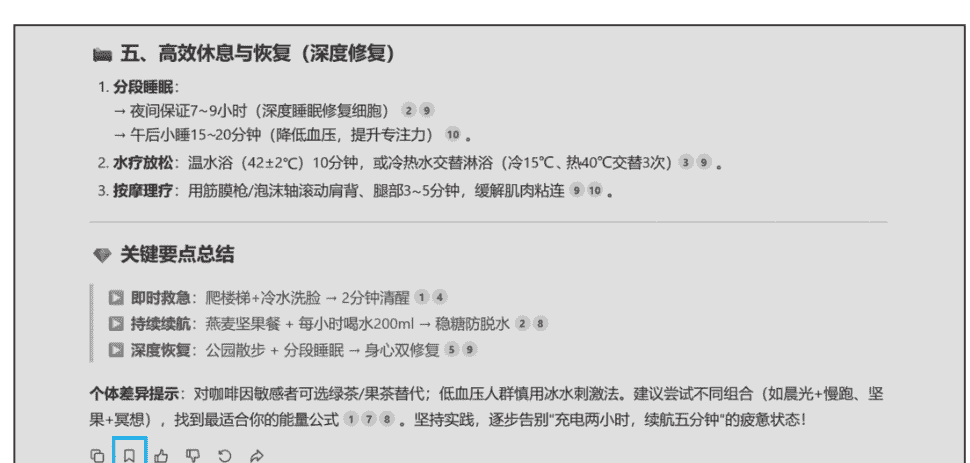 五、高效休息与恢复（深度修复）
1. 分段睡眠：
→ 夜间保证7~9小时（深度睡眠修复细胞） 2 9
→ 午后小睡15~20分钟（降低血压，提升专注力） 10 。
2. 水疗放松：温水浴（42±2℃）10分钟，或冷热水交替淋浴（冷15℃、热40℃交替3次） 3 9 。
3. 按摩理疗：用筋膜枪/泡沫轴滚动肩背、腿部3~5分钟，缓解肌肉粘连 9 10 。
关键要点总结
即时救急：爬楼梯+冷水洗脸 → 2分钟清醒 1 4
持续续航：燕麦坚果餐 + 每小时喝水200ml → 稳糖防脱水 2 8
深度恢复：公园散步 + 分段睡眠 → 身心双修复 5 9
个体差异提示：对咖啡因敏感者可选绿茶/果茶替代；低血压人群慎用冰水刺激法。建议尝试不同组合（如晨光+慢跑、坚
果+冥想），找到最适合你的能量公式 1 7 8 。坚持实践，逐步告别"充电两小时，续航五分钟"的疲惫状态！